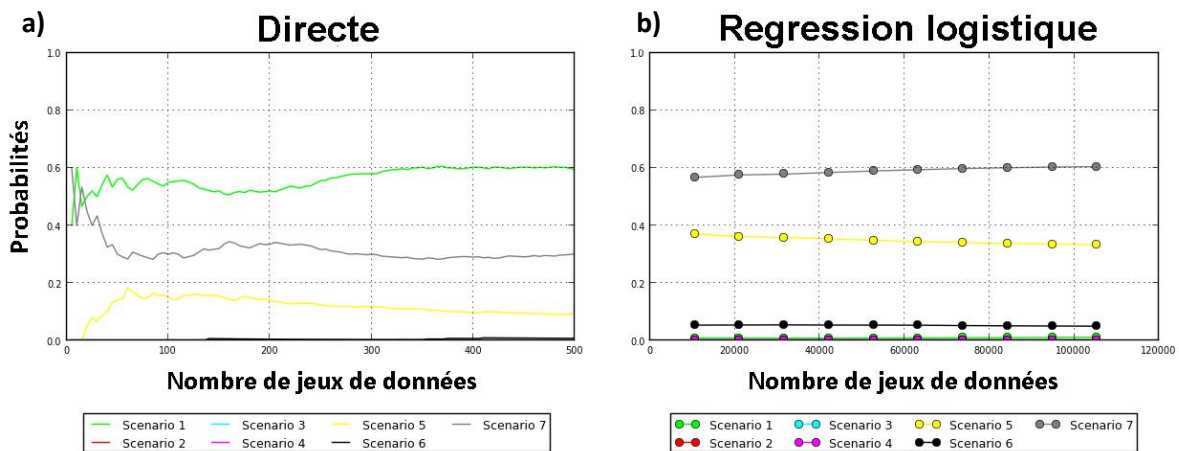 a)
Directe
b)
Regression logistique
Probabilités
1.0
0.8
0.6
0.4
0.2
0.0
0
100
200
300
400
500
1.0
0.8
0.6
0.4
0.2
0.0
0
20000
40000
60000
80000
100000
120000
Nombre de jeux de données
Nombre de jeux de données
Scenario 1
Scenario 3
Scenario 5
Scenario 7
Scenario 2
Scenario 4
Scenario 6
Scenario 1
Scenario 3
Scenario 5
Scenario 7
Scenario 2
Scenario 4
Scenario 6